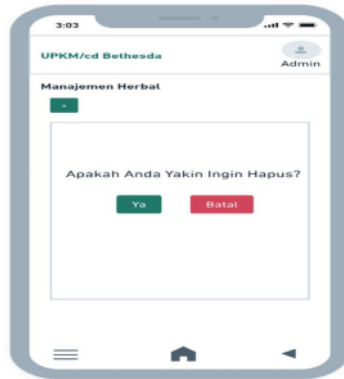 3:03
UPKM/cd Bethesda
Admin
Manajemen Herbal
+
Apakah Anda Yakin Ingin Hapus?
Ya Batal